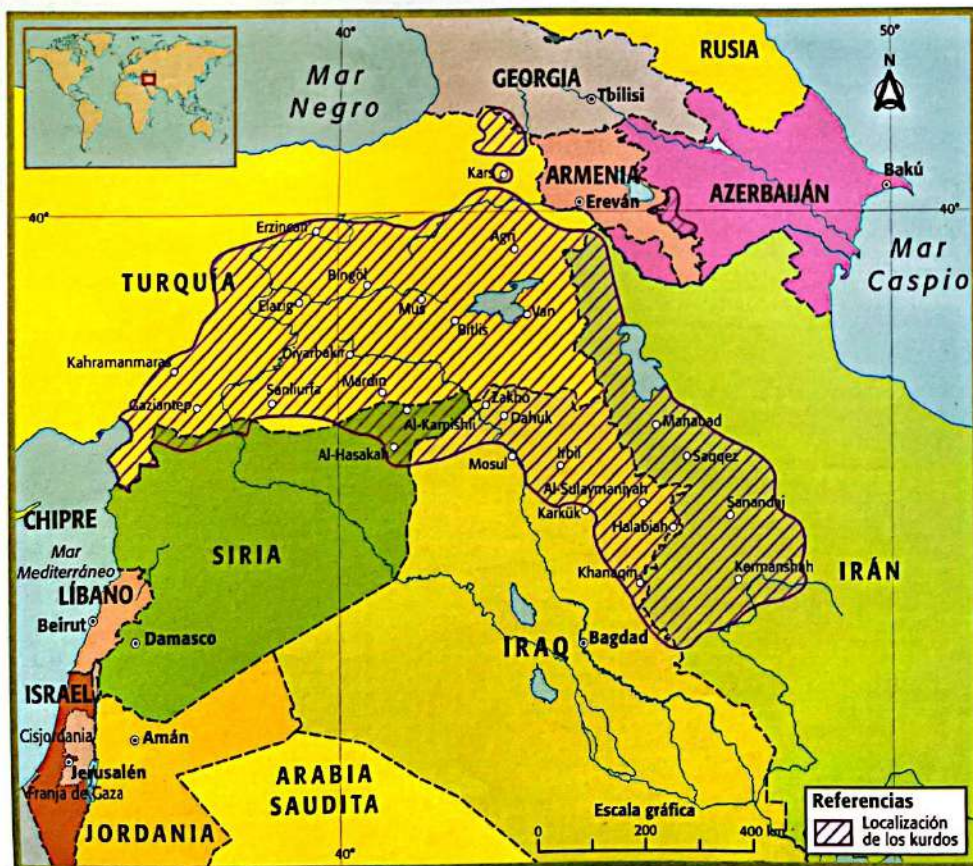 40°
50°
RUSIA
N
Mar
Negro
GEORGIA
Tbilisi
Kars
ARMENIA
AZERBAIJÁN
Bakú
Ereván
40°
40°
Erzincan
Agri
Mar
Caspio
TURQUÍA
Bingöl
Elazig
Mus
Van
Bitlis
Diyarbakir
Kahramanmaras
Mardin
Sanliurfa
Zakho
Gaziantep
Dahuk
Al-Kamishli
Mahabad
Al-Hasakah
Mosul
Irbil
Saqqez
Al-Sulaymaniyah
Karkük
Sanandaj
Halabjah
CHIPRE
Mar
Mediterráneo
SIRIA
Khanaqin
Kermanshah
IRÁN
LÍBANO
Beirut
Damasco
IRAQ
Bagdad
ISRAEL
Cisjordania
Amán
Jerusalén
Franja de Gaza
ARABIA
SAUDITA
JORDANIA
Escala gráfica
0 200 400 km
40°
Referencias
Localización
de los kurdos